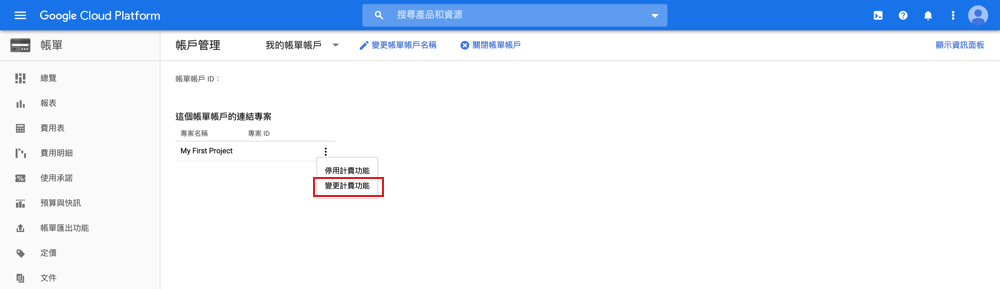 Google Cloud Platform
搜尋產品和資源
帳單
帳戶管理
我的帳單帳戶
變更帳單帳戶名稱
關閉帳單帳戶
顯示資訊面板
總覽
報表
費用表
費用明細
使用承諾
預算與快訊
帳單匯出功能
定價
文件
帳單帳戶 ID：
這個帳單帳戶的連結專案
專案名稱 專案 ID
My First Project
停用計費功能
變更計費功能